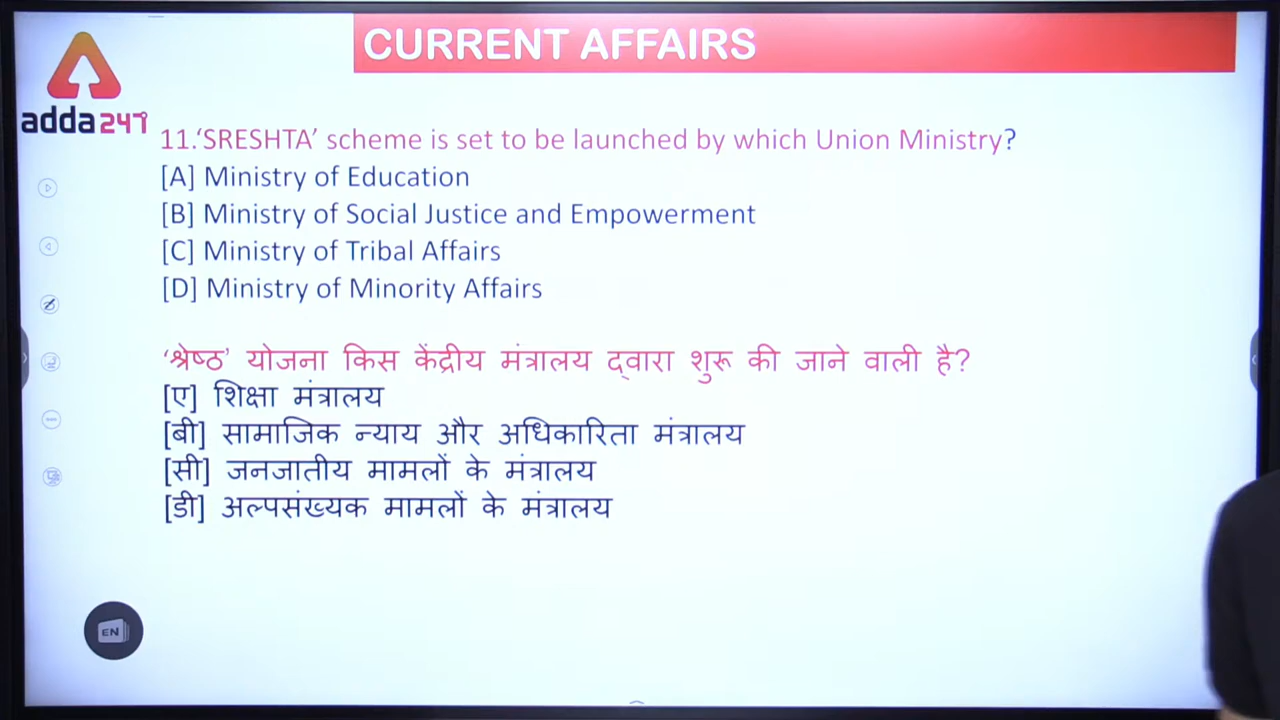 CURRENT AFFAIRS
adda247
11.‘SRESHTA’ scheme is set to be launched by which Union Ministry?
[A] Ministry of Education
[B] Ministry of Social Justice and Empowerment
[C] Ministry of Tribal Affairs
[D] Ministry of Minority Affairs
‘श्रेष्ठ’ योजना किस केंद्रीय मंत्रालय द्वारा शुरू की जाने वाली है?
[ए] शिक्षा मंत्रालय
[बी] सामाजिक न्याय और अधिकारिता मंत्रालय
[सी] जनजातीय मामलों के मंत्रालय
[डी] अल्पसंख्यक मामलों के मंत्रालय
EN